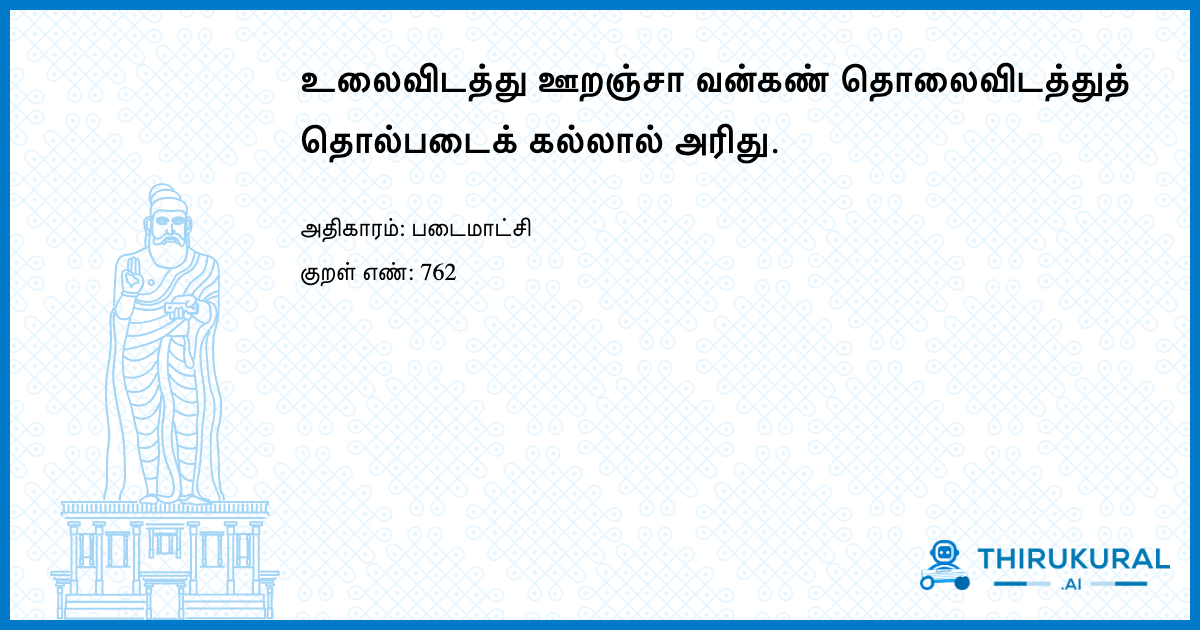 உலைவிடத்து ஊறஞ்சா வன்கண் தொலைவிடத்துத்
தொல்படைக் கல்லால் அரிது.
அதிகாரம்: படைமாட்சி
குறள் எண்: 762
THIRUKURAL
.AI